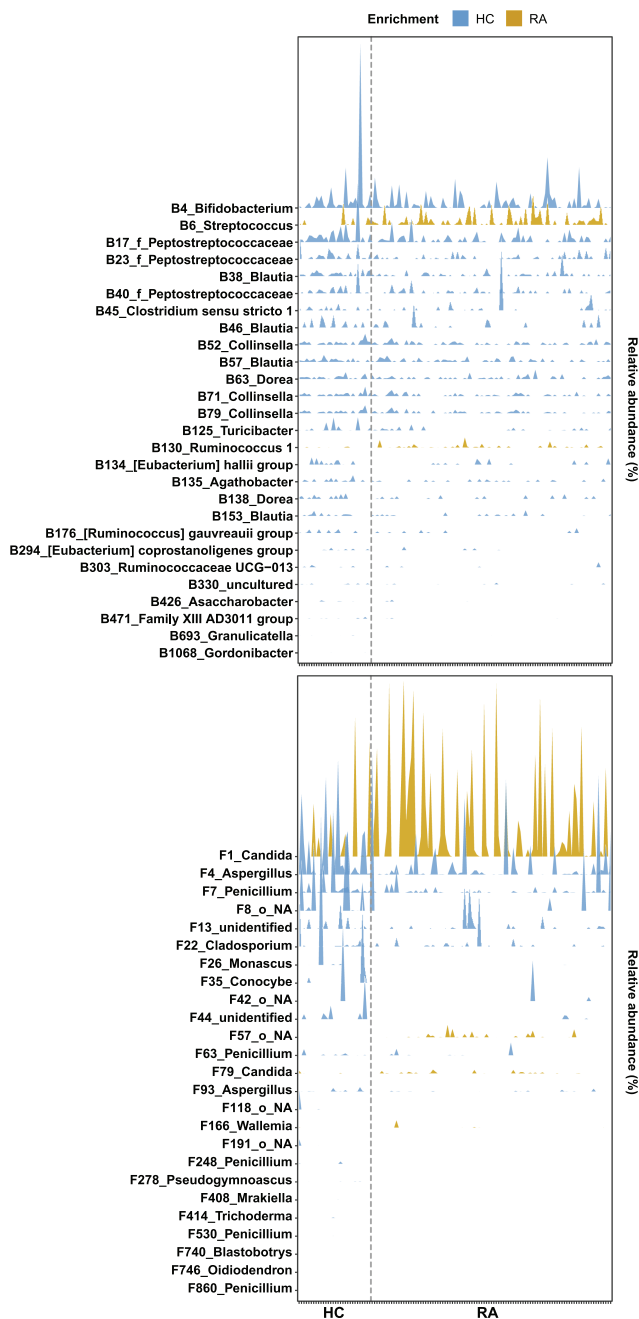 Enrichment HC RA
B4_Bifidobacterium
B6_Streptococcus
B17_f_Peptostreptococcaceae
B23_f_Peptostreptococcaceae
B38_Blautia
B40_f_Peptostreptococcaceae
B45_Clostridium sensu stricto 1
B46_Blautia
B52_Collinsella
B57_Blautia
B63_Dorea
B71_Collinsella
B79_Collinsella
B125_Turicibacter
B130_Ruminococcus 1
B134_[Eubacterium] hallii group
B135_Agathobacter
B138_Dorea
B153_Blautia
B176_[Ruminococcus] gauvreauii group
B294_[Eubacterium] coprostanoligenes group
B303_Ruminococcaceae UCG−013
B330_uncultured
B426_Asaccharobacter
B471_Family XIII AD3011 group
B693_Granulicatella
B1068_Gordonibacter
Relative abundance (%)
F1_Candida
F4_Aspergillus
F7_Penicillium
F8_o_NA
F13_unidentified
F22_Cladosporium
F26_Monascus
F35_Conocybe
F42_o_NA
F44_unidentified
F57_o_NA
F63_Penicillium
F79_Candida
F93_Aspergillus
F118_o_NA
F166_Wallemia
F191_o_NA
F248_Penicillium
F278_Pseudogymnoascus
F408_Mrakiella
F414_Trichoderma
F530_Penicillium
F740_Blastobotrys
F746_Oidiodendron
F860_Penicillium
Relative abundance (%)
HC RA